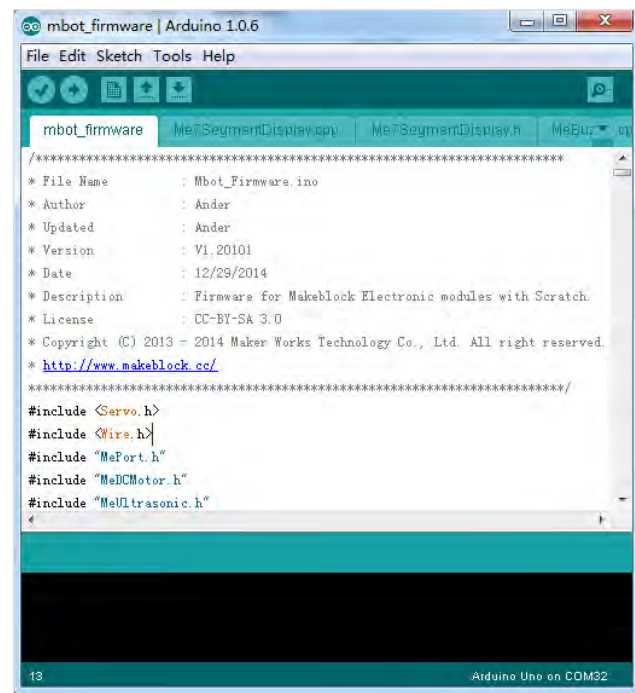 mbot_firmware | Arduino 1.0.6
File Edit Sketch Tools Help
mbot_firmware Me7SegmentDisplay.cpp Me7SegmentDisplay.h
/**************************************************************************
* File Name : Mbot_Firmware.ino
* Author : Ander
* Updated : Ander
* Version : V1.20101
* Date : 12/29/2014
* Description : Firmware for Makeblock Electronic modules with Scratch.
* License : CC-BY-SA 3.0
* Copyright (C) 2013 - 2014 Maker Works Technology Co., Ltd. All right reserved.
* http://www.makeblock.cc/
**************************************************************************/
#include <Servo.h>
#include <Wire.h>
#include "MePort.h"
#include "MeDCMotor.h"
#include "MeUltrasonic.h"
13 Arduino Uno on COM32